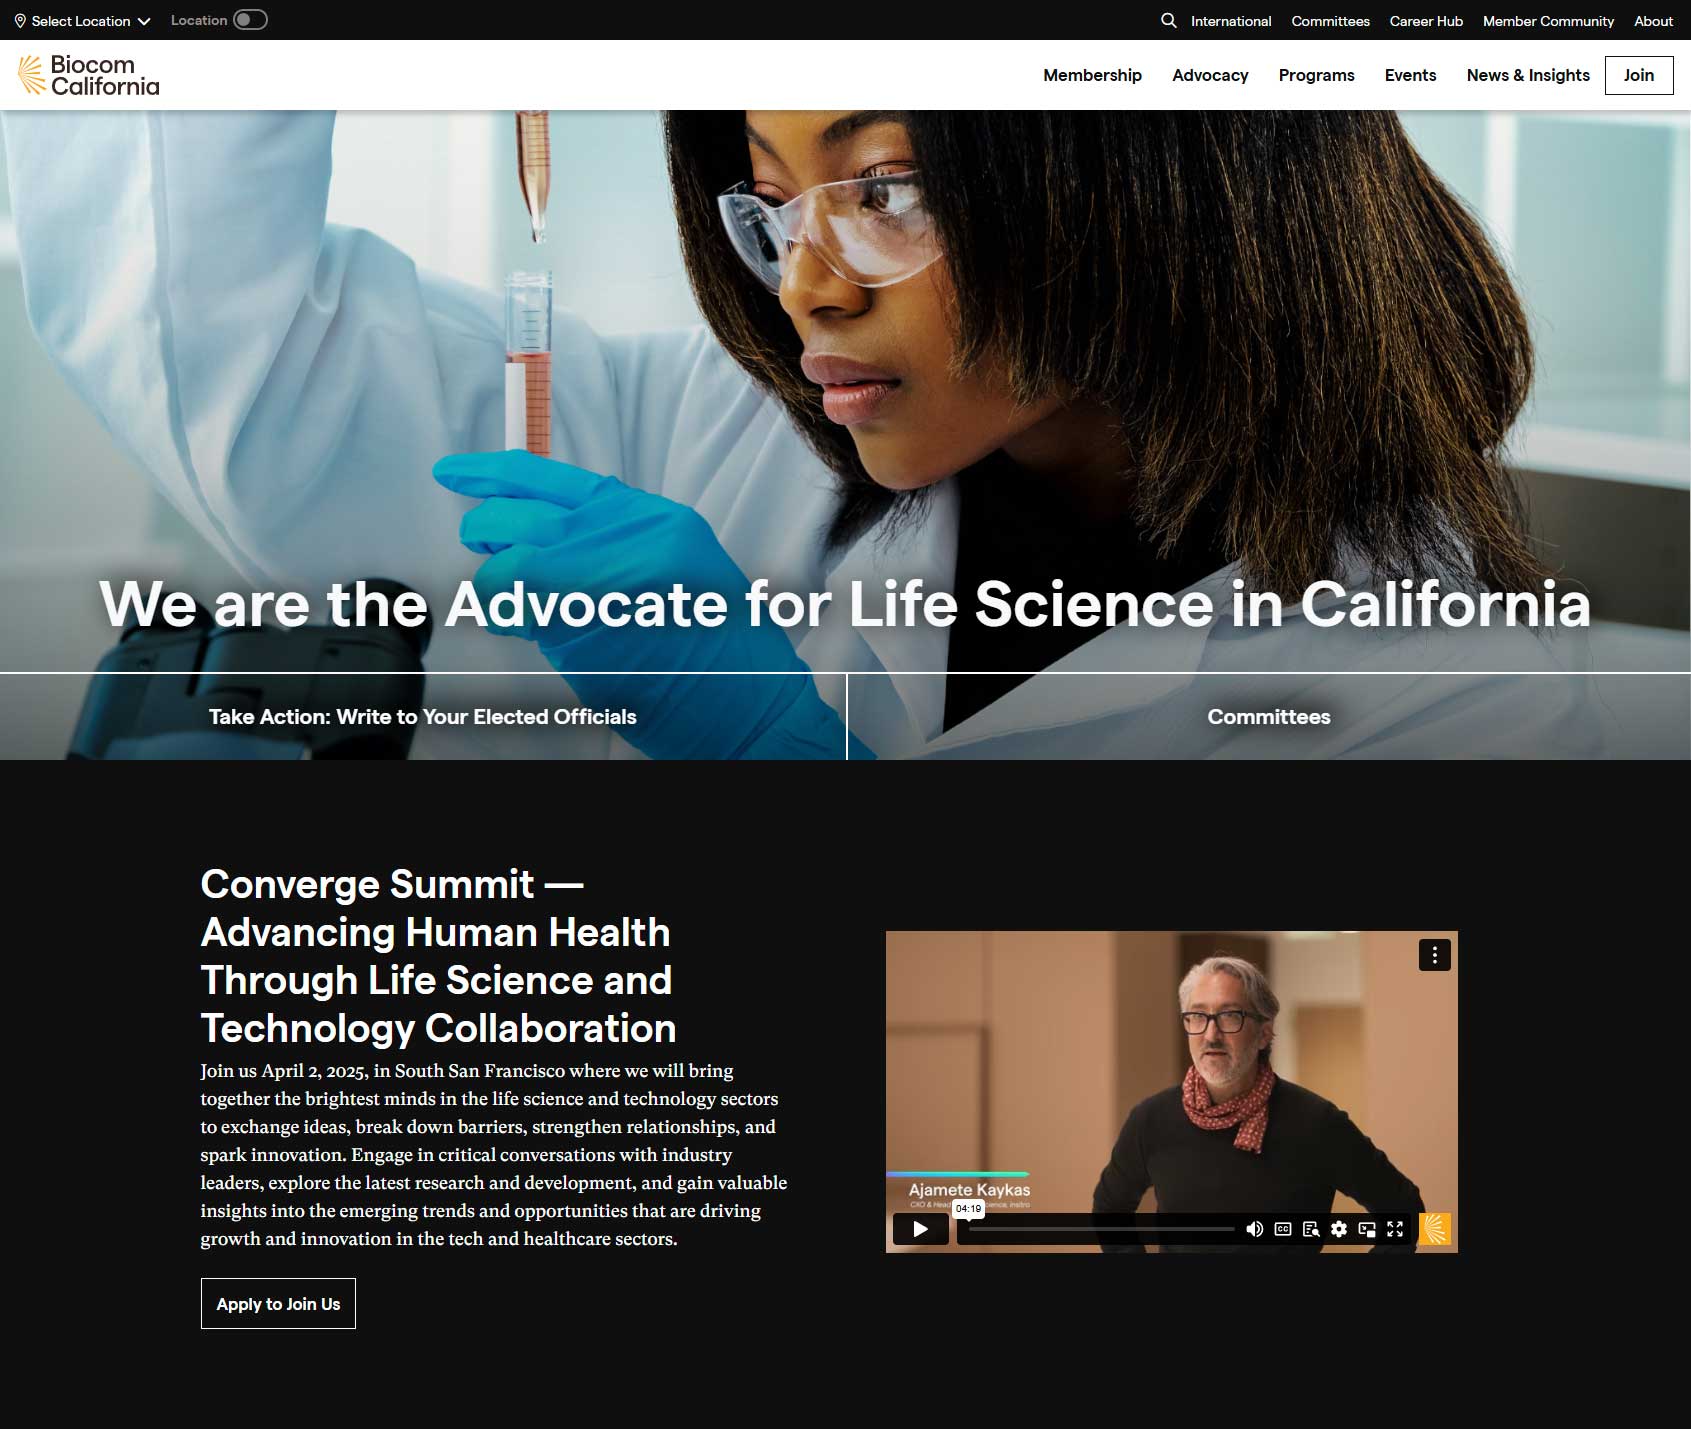 Select Location
Location
International
Committees
Career Hub
Member Community
About
Biocom
California
Membership
Advocacy
Programs
Events
News & Insights
Join
We are the Advocate for Life Science in California
Take Action: Write to Your Elected Officials
Committees
Converge Summit —
Advancing Human Health
Through Life Science and
Technology Collaboration
Join us April 2, 2025, in South San Francisco where we will bring
together the brightest minds in the life science and technology sectors
to exchange ideas, break down barriers, strengthen relationships, and
spark innovation. Engage in critical conversations with industry
leaders, explore the latest research and development, and gain valuable
insights into the emerging trends and opportunities that are driving
growth and innovation in the tech and healthcare sectors.
Apply to Join Us
Ajamete Kaykas
CXO & Head insitro
04:19
CC